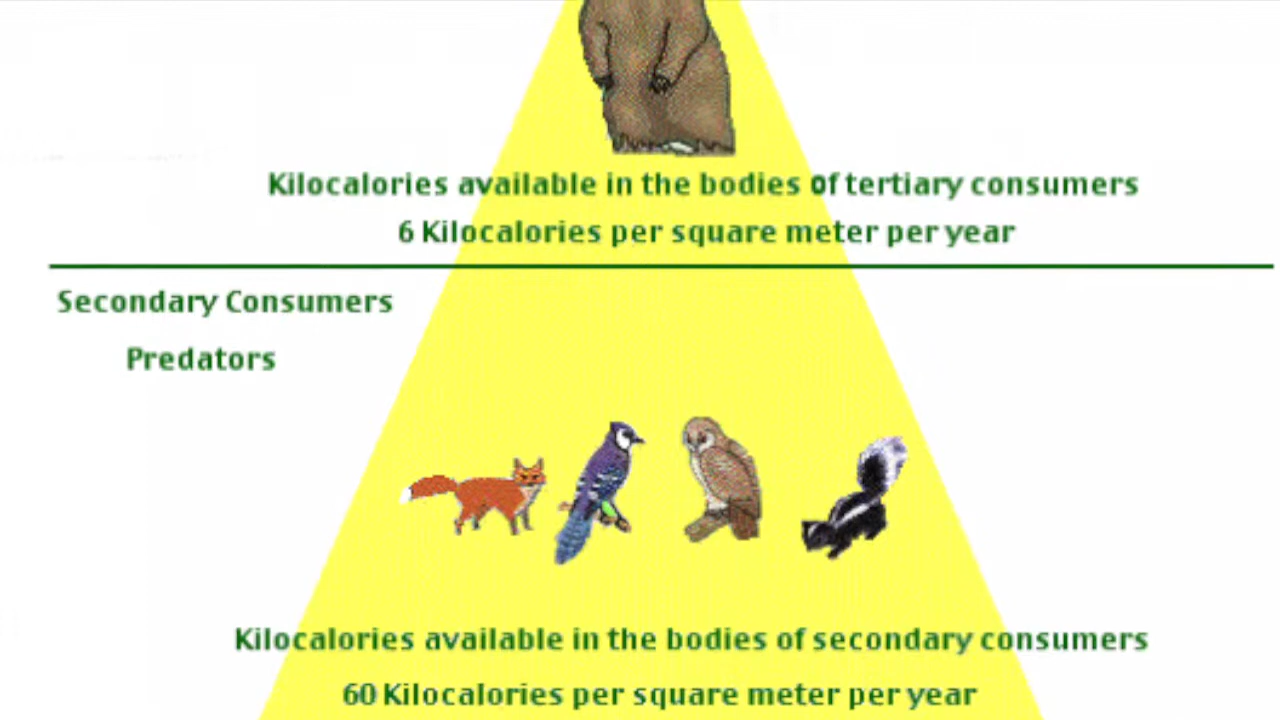 Kilocalories available in the bodies of tertiary consumers
6 Kilocalories per square meter per year
Secondary Consumers
Predators
Kilocalories available in the bodies of secondary consumers
60 Kilocalories per square meter per year